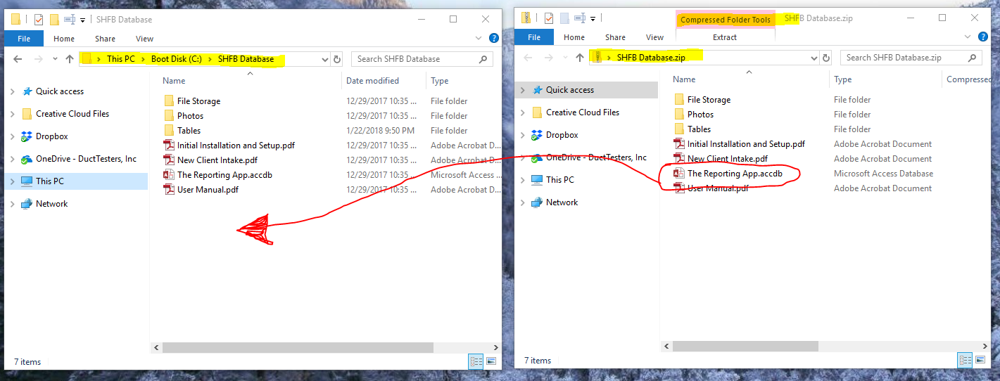 SHFB Database
File Home Share View
This PC Boot Disk (C:) SHFB Database
Search SHFB Database
Name Date modified Type
Quick access
Creative Cloud Files
Dropbox
OneDrive - DuctTesters, Inc
This PC
Network
File Storage 12/29/2017 10:35 ... File folder
Photos 12/29/2017 10:35 ... File folder
Tables 1/22/2018 9:50 PM File folder
Initial Installation and Setup.pdf 12/29/2017 10:35 ... Adobe Acrobat D...
New Client Intake.pdf 12/29/2017 10:35 ... Adobe Acrobat D...
The Reporting App.accdb 12/29/2017 10:35 ... Microsoft Access ...
User Manual.pdf 12/29/2017 10:35 ... Adobe Acrobat D...
7 items
Compressed Folder Tools SHFB Database.zip
File Home Share View Extract
SHFB Database.zip
Search SHFB Database.zip
Name Type Compressed
Quick access
Creative Cloud Files
Dropbox
OneDrive - DuctTesters, Inc
This PC
Network
File Storage File folder
Photos File folder
Tables File folder
Initial Installation and Setup.pdf Adobe Acrobat Document
New Client Intake.pdf Adobe Acrobat Document
The Reporting App.accdb Microsoft Access Database
User Manual.pdf Adobe Acrobat Document
7 items